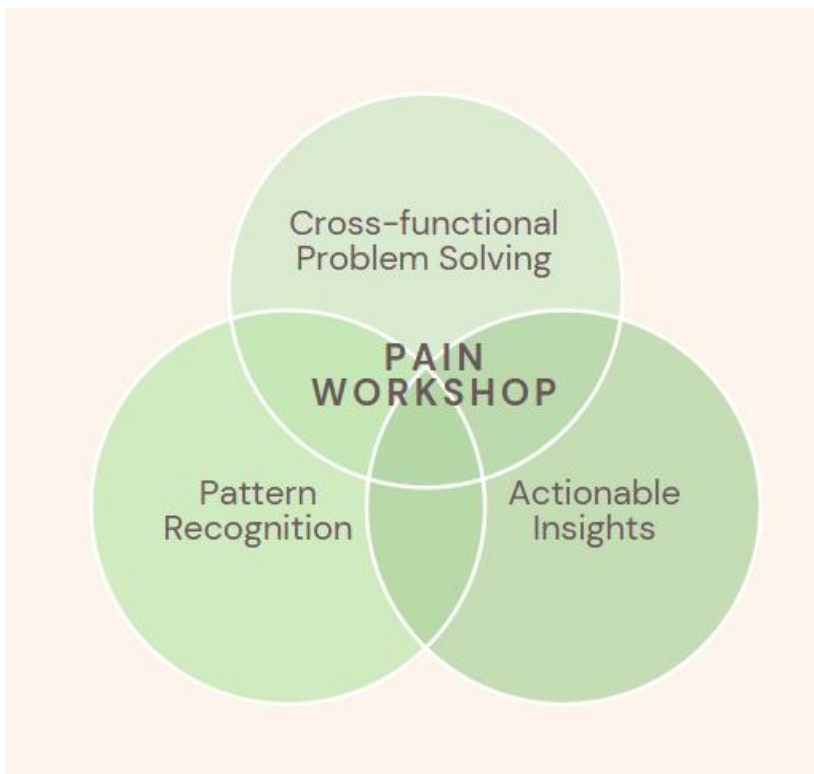 Cross-functional
Problem Solving
PAIN
WORKSHOP
Pattern
Recognition
Actionable
Insights